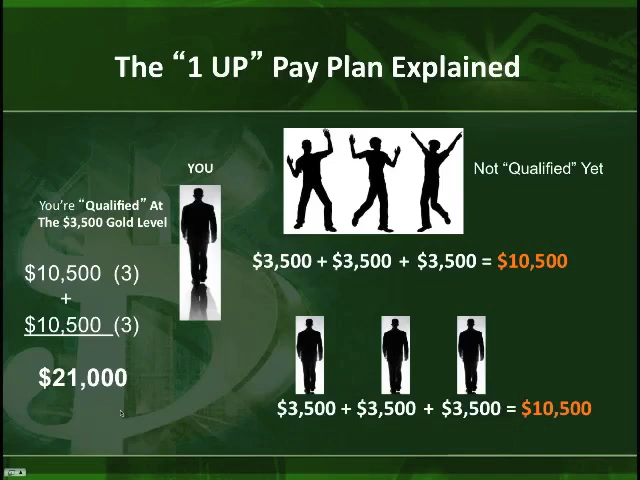 The “1 UP” Pay Plan Explained
YOU
Not “Qualified” Yet
You're “Qualified” At
The $3,500 Gold Level
$3,500 + $3,500 + $3,500 = $10,500
$10,500 (3)
+
$10,500 (3)
$21,000
$3,500 + $3,500 + $3,500 = $10,500